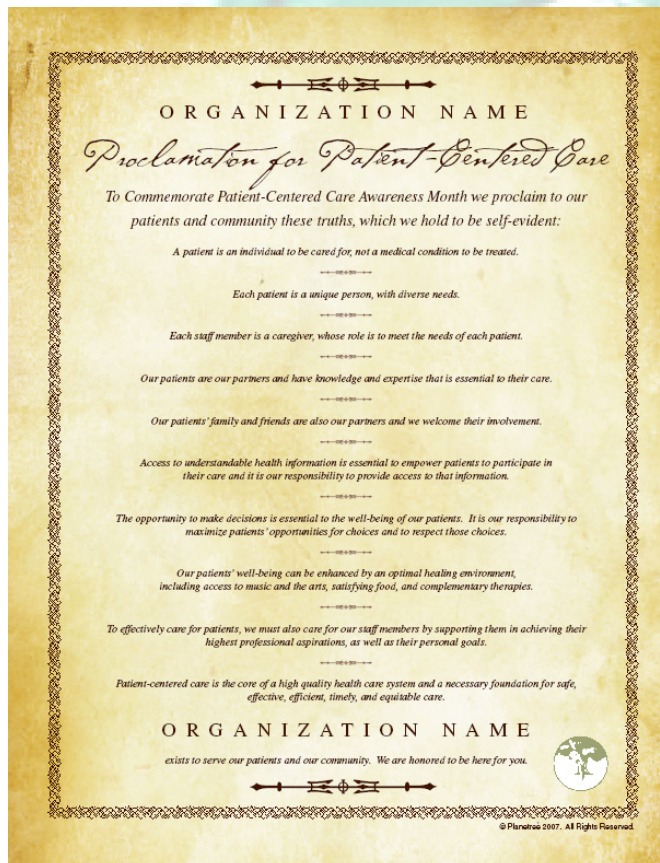 ORGANIZATION NAME
Proclamation for Patient-Centered Care
To Commemorate Patient-Centered Care Awareness Month we proclaim to our
patients and community these truths, which we hold to be self-evident:
A patient is an individual to be cared for, not a medical condition to be treated.
Each patient is a unique person, with diverse needs.
Each staff member is a caregiver, whose role is to meet the needs of each patient.
Our patients are our partners and have knowledge and expertise that is essential to their care.
Our patients' family and friends are also our partners and we welcome their involvement.
Access to understandable health information is essential to empower patients to participate in
their care and it is our responsibility to provide access to that information.
The opportunity to make decisions is essential to the well-being of our patients. It is our responsibility to
maximize patients' opportunities for choices and to respect those choices.
Our patients' well-being can be enhanced by an optimal healing environment,
including access to music and the arts, satisfying food, and complementary therapies.
To effectively care for patients, we must also care for our staff members by supporting them in achieving their
highest professional aspirations, as well as their personal goals.
Patient-centered care is the core of a high quality health care system and a necessary foundation for safe,
effective, efficient, timely, and equitable care.
ORGANIZATION NAME
exists to serve our patients and our community. We are honored to be here for you.
© Planetree 2007. All Rights Reserved.